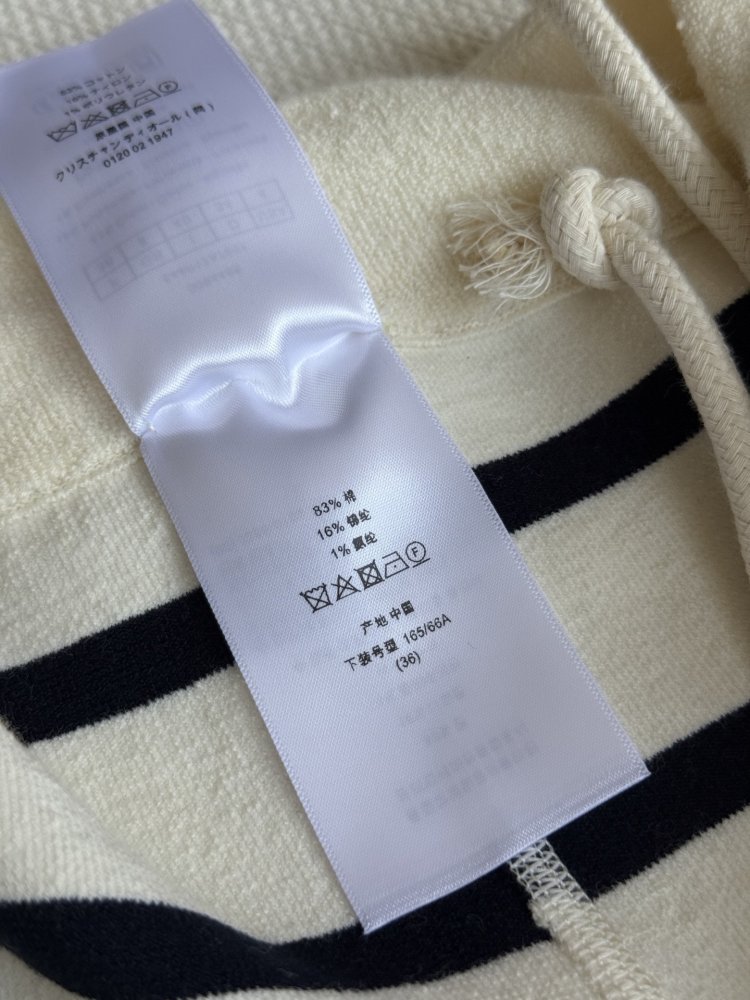 83% コットン
16% ナイロン
1% ポリウレタン
原産国 中国
クリスチャン ディオール ( 同 )
0120 02 1947
83% 棉
16% 锦纶
1% 氨纶
F
产地 中国
下装号型 165/66A
(36)